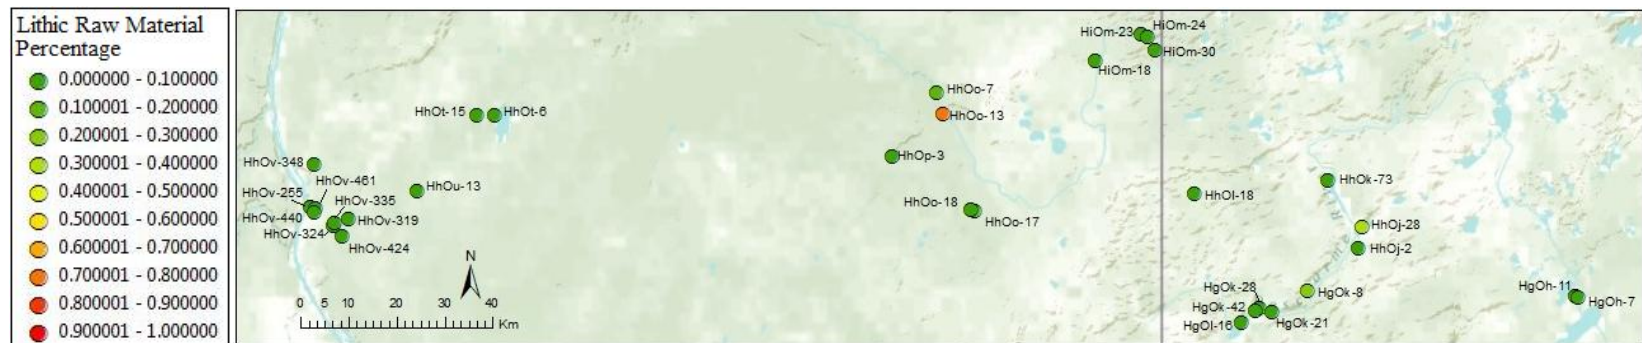 Lithic Raw Material
Percentage
0.000000 - 0.100000
0.100001 - 0.200000
0.200001 - 0.300000
0.300001 - 0.400000
0.400001 - 0.500000
0.500001 - 0.600000
0.600001 - 0.700000
0.700001 - 0.800000
0.800001 - 0.900000
0.900001 - 1.000000
HiOm-23
HiOm-24
HiOm-30
HiOm-18
HhOt-15
HhOt-6
HhOo-7
HhOo-13
HhOp-3
HhOv-348
HhOv-461
HhOv-255
HhOv-335
HhOu-13
HhOv-440
HhOv-319
HhOv-324
HhOv-424
HhOo-18
HhOo-17
HhOl-18
HhOk-73
HhOj-28
HhOj-2
HgOk-28
HgOk-8
HgOk-42
HgOl-16
HgOk-21
HgOh-11
HgOh-7
N
0 5 10 20 30 40
Km